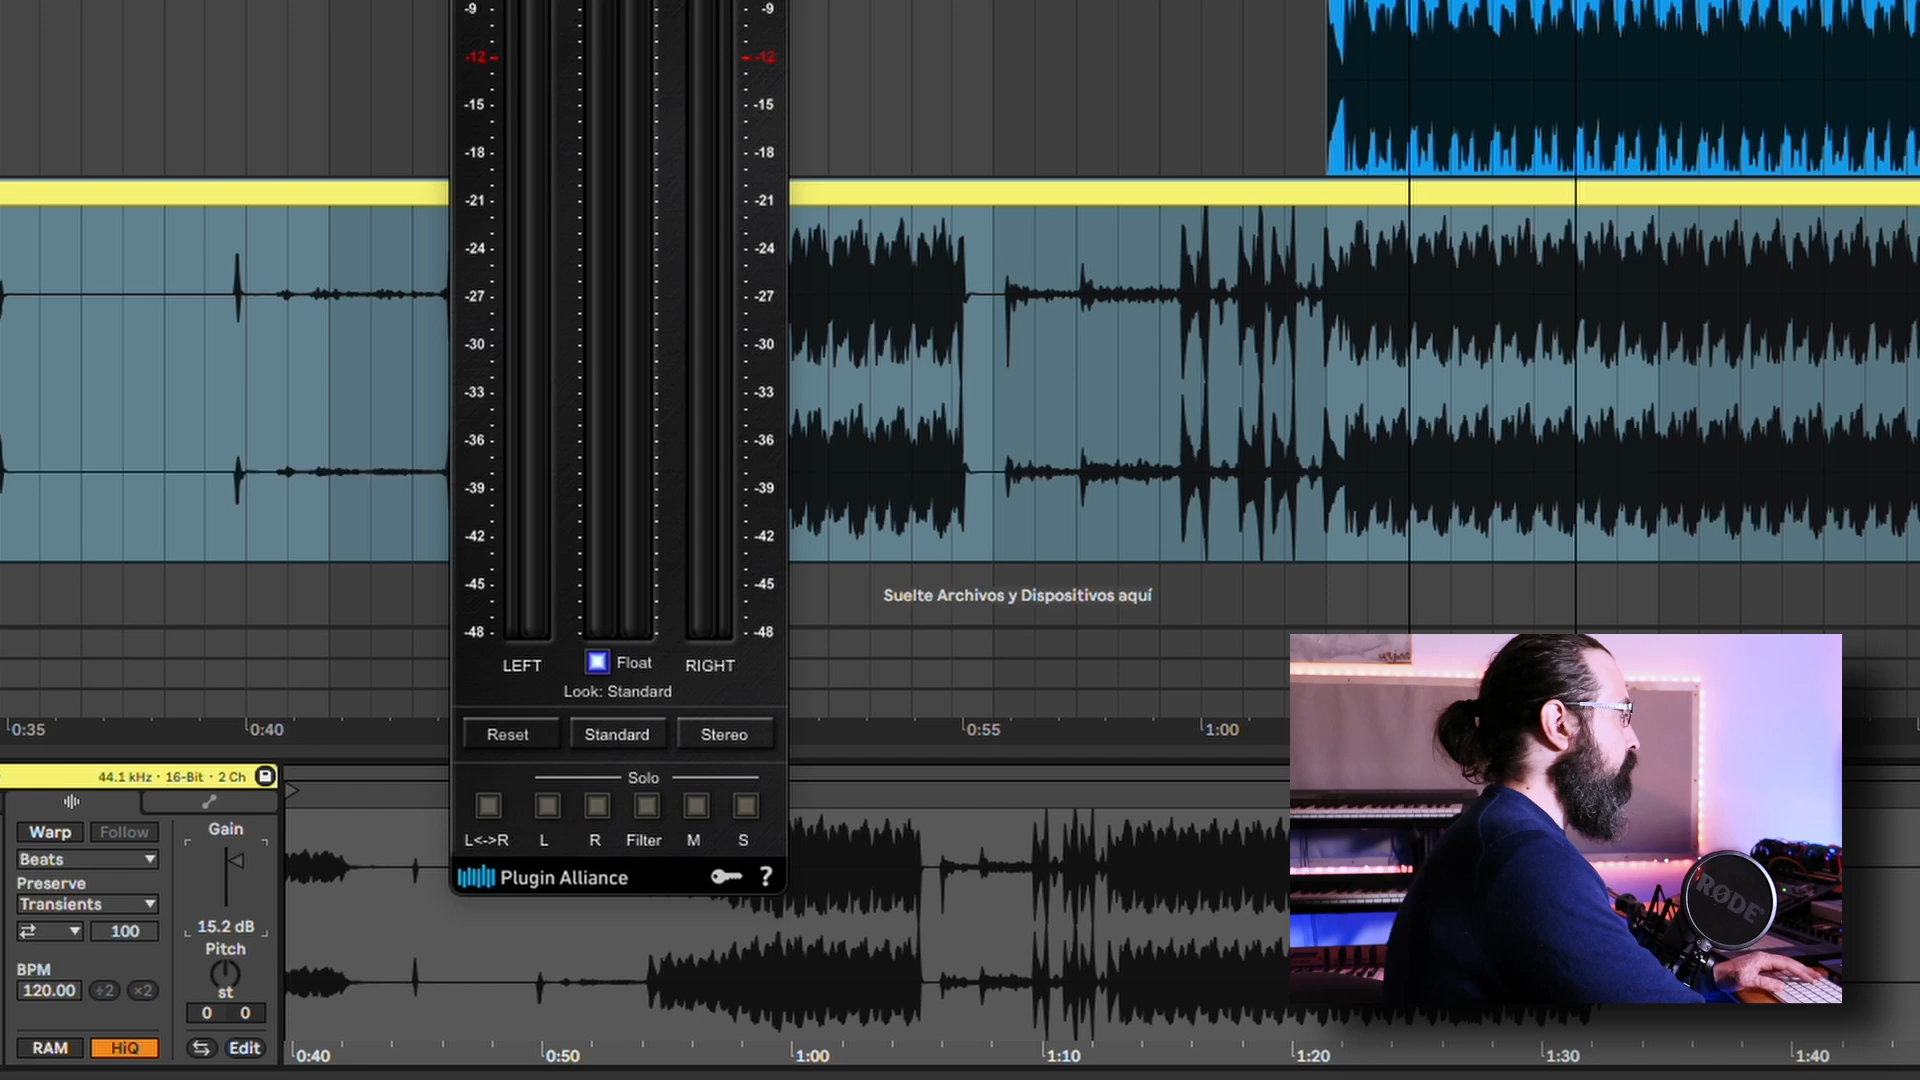 -9 -9
-12 -12
-15 -15
-18 -18
-21 -21
-24 -24
-27 -27
-30 -30
-33 -33
-36 -36
-39 -39
-42 -42
-45 -45
-48 -48
Suelte Archivos y Dispositivos aquí
LEFT Float RIGHT
Look: Standard
0:35 0:40 0:55 1:00
Reset Standard Stereo
Solo
L<->R L R Filter M S
Plugin Alliance ?
44.1 kHz · 16-Bit · 2 Ch
Warp Follow
Beats
Preserve
Transients
100
BPM
120.00 ÷2 ×2
RAM HiQ
Gain
15.2 dB
Pitch
st
0 0
Edit
0:40 0:50 1:00 1:10 1:20 1:30 1:40
RØDE